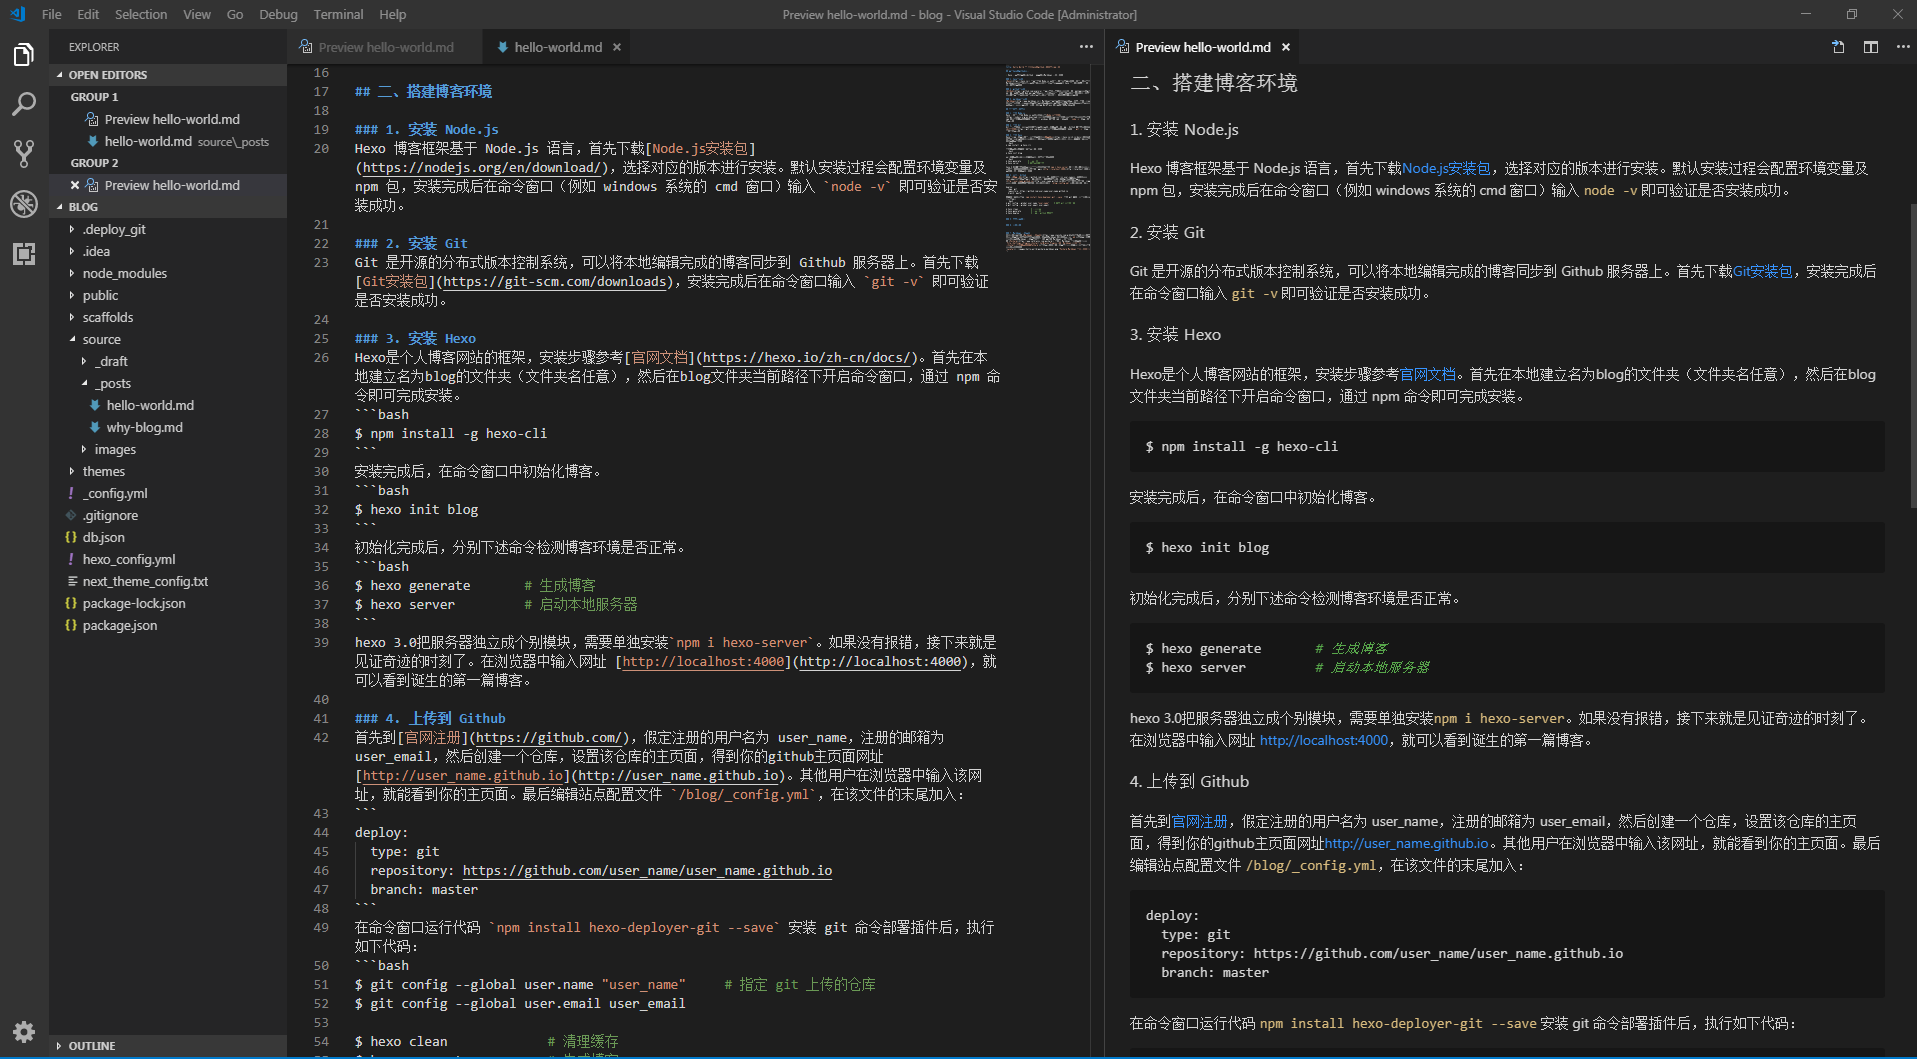 File Edit Selection View Go Debug Terminal Help
Preview hello-world.md - blog - Visual Studio Code [Administrator]
EXPLORER
OPEN EDITORS
GROUP 1
Preview hello-world.md
hello-world.md source\_posts
GROUP 2
Preview hello-world.md
BLOG
.deploy_git
.idea
node_modules
public
scaffolds
source
_draft
_posts
hello-world.md
why-blog.md
images
themes
_config.yml
.gitignore
db.json
hexo_config.yml
next_theme_config.txt
package-lock.json
package.json
OUTLINE
Preview hello-world.md
hello-world.md
16
17 ## 二、搭建博客环境
18
19 ### 1. 安装 Node.js
20 Hexo 博客框架基于 Node.js 语言，首先下载[Node.js安装包]
(https://nodejs.org/en/download/)，选择对应的版本进行安装。默认安装过程会配置环境变量及
npm 包，安装完成后在命令窗口（例如 windows 系统的 cmd 窗口）输入 `node -v` 即可验证是否安
装成功。
21
22 ### 2. 安装 Git
23 Git 是开源的分布式版本控制系统，可以将本地编辑完成的博客同步到 Github 服务器上。首先下载
[Git安装包](https://git-scm.com/downloads)，安装完成后在命令窗口输入 `git -v` 即可验证
是否安装成功。
24
25 ### 3. 安装 Hexo
26 Hexo是个人博客网站的框架，安装步骤参考[官网文档](https://hexo.io/zh-cn/docs/)。首先在本
地建立名为blog的文件夹（文件夹名任意），然后在blog文件夹当前路径下开启命令窗口，通过 npm 命
令即可完成安装。
27 ```bash
28 $ npm install -g hexo-cli
29 ```
30 安装完成后，在命令窗口中初始化博客。
31 ```bash
32 $ hexo init blog
33 ```
34 初始化完成后，分别下述命令检测博客环境是否正常。
35 ```bash
36 $ hexo generate # 生成博客
37 $ hexo server # 启动本地服务器
38 ```
39 hexo 3.0把服务器独立成个别模块，需要单独安装`npm i hexo-server`。如果没有报错，接下来就是
见证奇迹的时刻了。在浏览器中输入网址 [http://localhost:4000](http://localhost:4000)，就
可以看到诞生的第一篇博客。
40
41 ### 4. 上传到 Github
42 首先到[官网注册](https://github.com/)，假定注册的用户名为 user_name，注册的邮箱为
user_email，然后创建一个仓库，设置该仓库的主页面，得到你的github主页面网址
[http://user_name.github.io](http://user_name.github.io)。其他用户在浏览器中输入该网
址，就能看到你的主页面。最后编辑站点配置文件 `/blog/_config.yml`，在该文件的末尾加入：
43 ```
44 deploy:
45 type: git
46 repository: https://github.com/user_name/user_name.github.io
47 branch: master
48 ```
49 在命令窗口运行代码 `npm install hexo-deployer-git --save` 安装 git 命令部署插件后，执行
如下代码：
50 ```bash
51 $ git config --global user.name "user_name" # 指定 git 上传的仓库
52 $ git config --global user.email user_email
53
54 $ hexo clean # 清理缓存
Preview hello-world.md
二、搭建博客环境
1. 安装 Node.js
Hexo 博客框架基于 Node.js 语言，首先下载Node.js安装包，选择对应的版本进行安装。默认安装过程会配置环境变量及
npm 包，安装完成后在命令窗口（例如 windows 系统的 cmd 窗口）输入 node -v 即可验证是否安装成功。
2. 安装 Git
Git 是开源的分布式版本控制系统，可以将本地编辑完成的博客同步到 Github 服务器上。首先下载Git安装包，安装完成后
在命令窗口输入 git -v 即可验证是否安装成功。
3. 安装 Hexo
Hexo是个人博客网站的框架，安装步骤参考官网文档。首先在本地建立名为blog的文件夹（文件夹名任意），然后在blog
文件夹当前路径下开启命令窗口，通过 npm 命令即可完成安装。
$ npm install -g hexo-cli
安装完成后，在命令窗口中初始化博客。
$ hexo init blog
初始化完成后，分别下述命令检测博客环境是否正常。
$ hexo generate # 生成博客
$ hexo server # 启动本地服务器
hexo 3.0把服务器独立成个别模块，需要单独安装npm i hexo-server。如果没有报错，接下来就是见证奇迹的时刻了。
在浏览器中输入网址 http://localhost:4000，就可以看到诞生的第一篇博客。
4. 上传到 Github
首先到官网注册，假定注册的用户名为 user_name，注册的邮箱为 user_email，然后创建一个仓库，设置该仓库的主页
面，得到你的github主页面网址http://user_name.github.io。其他用户在浏览器中输入该网址，就能看到你的主页面。最后
编辑站点配置文件 /blog/_config.yml，在该文件的末尾加入：
deploy:
type: git
repository: https://github.com/user_name/user_name.github.io
branch: master
在命令窗口运行代码 npm install hexo-deployer-git --save 安装 git 命令部署插件后，执行如下代码：